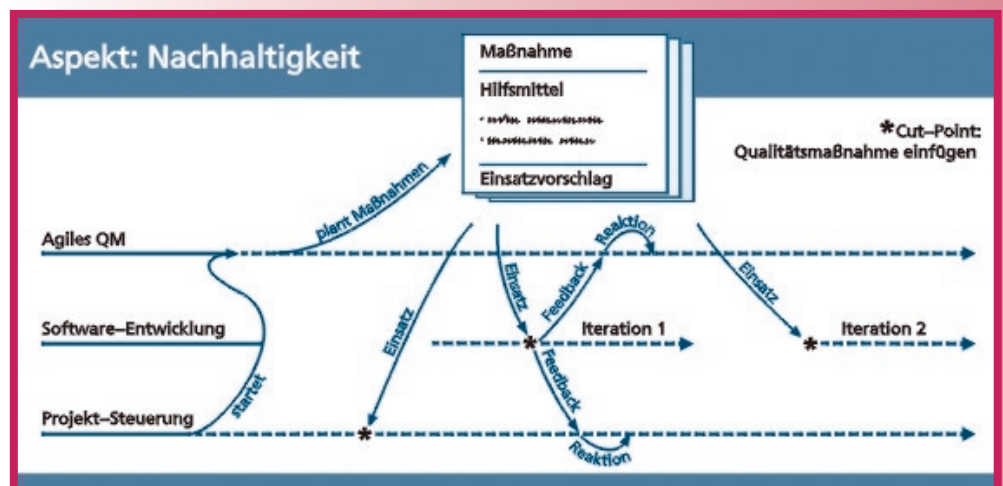 Aspekt: Nachhaltigkeit
Maßnahme
Hilfsmittel
Einsatzvorschlag
*Cut–Point:
Qualitätsmaßnahme einfügen
plant Maßnahmen
Agiles QM
Reaktion
Einsatz
Feedback
Einsatz
Einsatz
Software–Entwicklung
Iteration 1
Iteration 2
startet
Feedback
Projekt–Steuerung
Reaktion